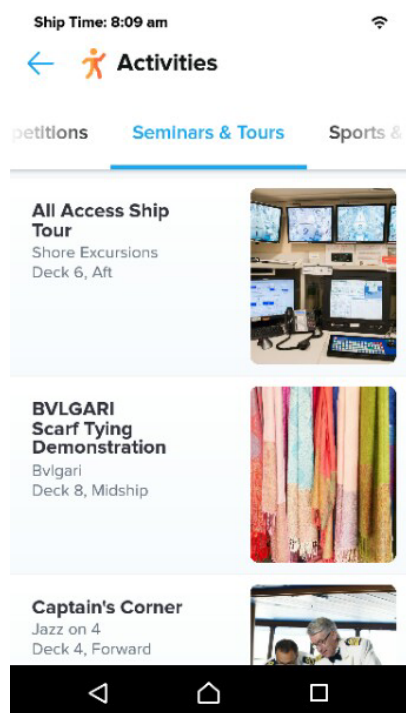 Ship Time: 8:09 am
Activities
petitions Seminars & Tours Sports &
All Access Ship
Tour
Shore Excursions
Deck 6, Aft
BVLGARI
Scarf Tying
Demonstration
Bvlgari
Deck 8, Midship
Captain's Corner
Jazz on 4
Deck 4, Forward